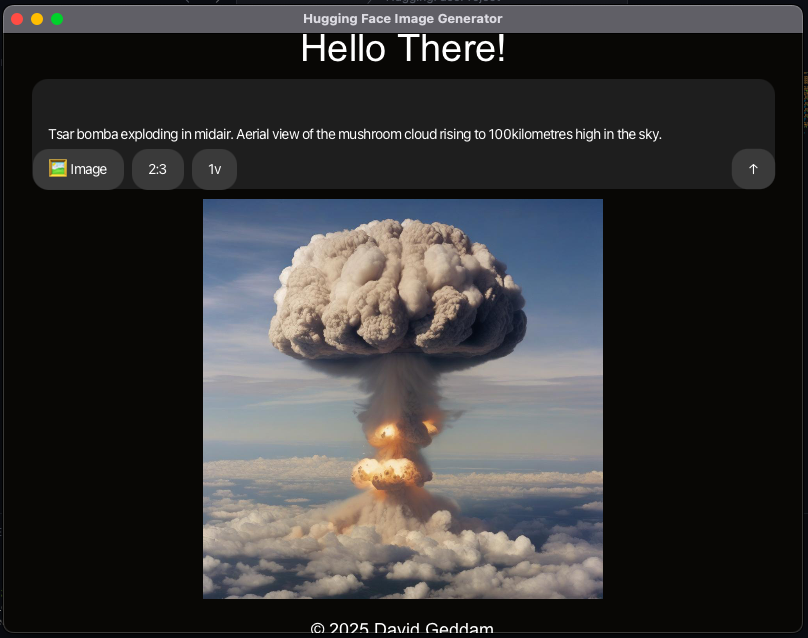 Hugging Face Image Generator
Hello There!
Tsar bomba exploding in midair. Aerial view of the mushroom cloud rising to 100kilometres high in the sky.
Image
2:3
1v
↑
© 2025 David Geddam